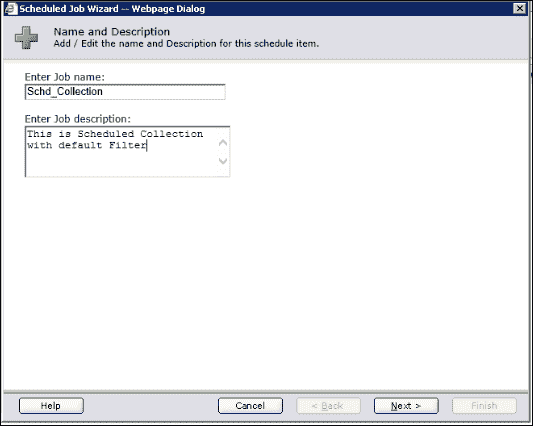 Scheduled Job Wizard -- Webpage Dialog
Name and Description
Add / Edit the name and Description for this schedule item.
Enter Job name:
Schd_Collection
Enter Job description:
This is Scheduled Collection
with default Filter
Help
Cancel
< Back
Next >
Finish